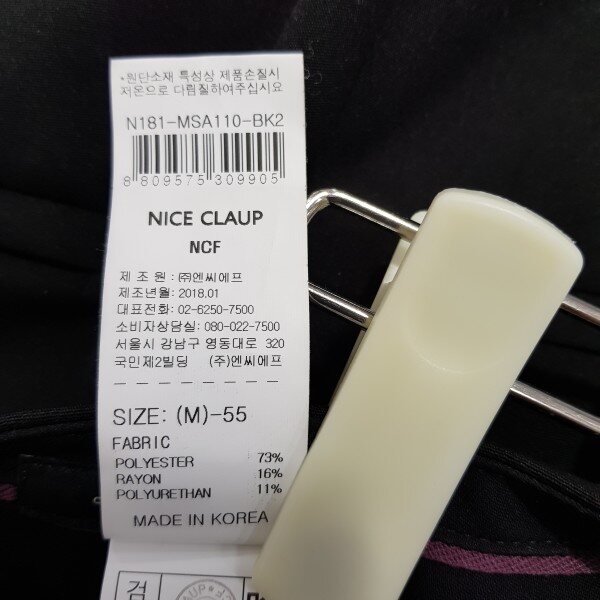 *원단소재 특성상 제품손질시
저온으로 다림질하여주십시요
N181-MSA110-BK2
8 809575 309905
NICE CLAUP
NCF
제 조 원 : ㈜엔씨에프
제조년월: 2018.01
대표전화: 02-6250-7500
소비자상담실: 080-022-7500
서울시 강남구 영동대로 320
국민제2빌딩 (주)엔씨에프
SIZE: (M)-55
FABRIC
POLYESTER 73%
RAYON 16%
POLYURETHAN 11%
MADE IN KOREA
검